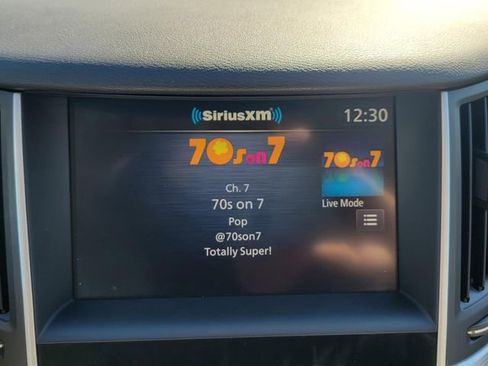 SiriusXM
12:30
70s on 7
70s on 7
Ch. 7
70s on 7
Pop
@70son7
Totally Super!
Live Mode